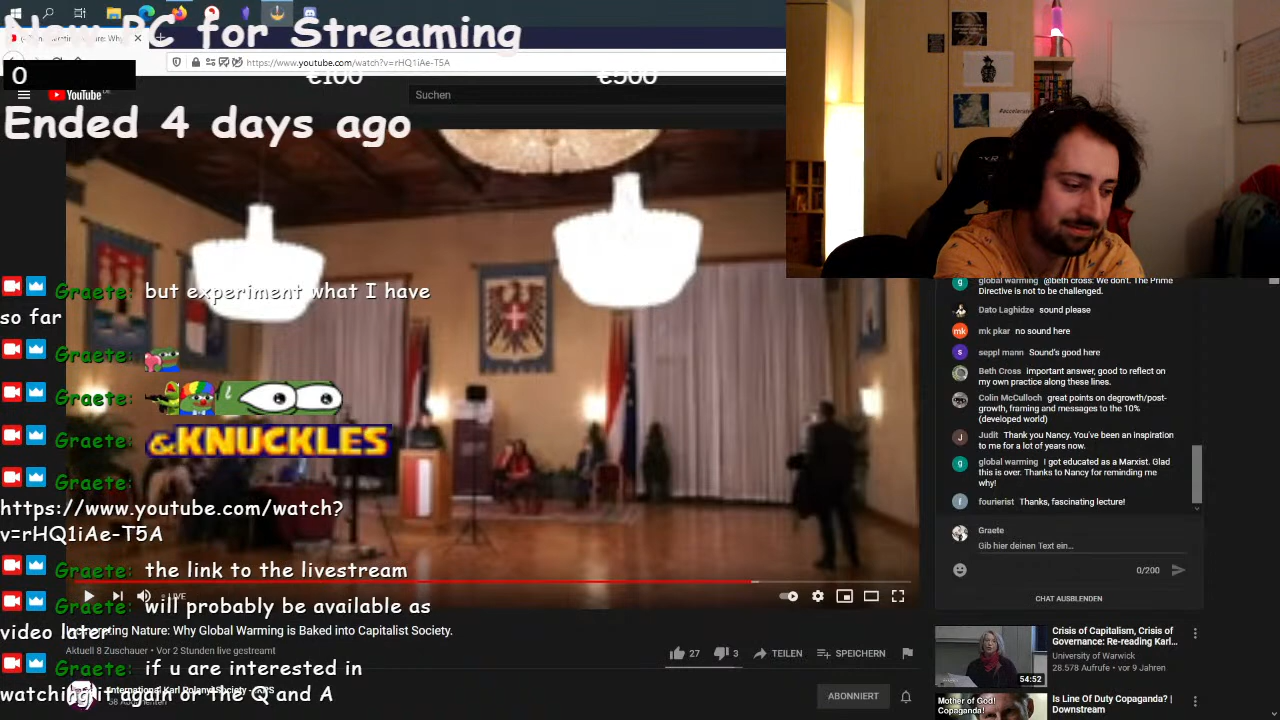 New PC for Streaming
0
€100
€500
https://www.youtube.com/watch?v=rHQ1iAe-T5A
YouTube
DE
Suchen
Ended 4 days ago
Graete: but experiment what I have
so far
Graete:
Graete:
Graete: &KNUCKLES
Graete:
https://www.youtube.com/watch?
v=rHQ1iAe-T5A
Graete: the link to the livestream
Graete: will probably be available as
video later
Graete: if u are interested in
watching it again or the Q and A
LIVE
Nature: Why Global Warming is Baked into Capitalist Society.
Aktuell 8 Zuschauer • Vor 2 Stunden live gestreamt
27
3
TEILEN
SPEICHERN
International Karl Polanyi Society
58 Abonnenten
ABONNIERT
global warming @beth cross: We don't. The Prime
Directive is not to be challenged.
Dato Laghidze sound please
mk pkar no sound here
seppl mann Sound's good here
Beth Cross important answer, good to reflect on
my own practice along these lines.
Colin McCulloch great points on degrowth/post-
growth, framing and messages to the 10%
(developed world)
Judit Thank you Nancy. You've been an inspiration
to me for a lot of years now.
global warming I got educated as a Marxist. Glad
this is over. Thanks to Nancy for reminding me
why!
fourierist Thanks, fascinating lecture!
Graete
Gib hier deinen Text ein...
0/200
CHAT AUSBLENDEN
Crisis of Capitalism, Crisis of
Governance: Re-reading Karl...
University of Warwick
28.578 Aufrufe • vor 9 Jahren
54:52
Mother of God!
Copaganda!
Is Line Of Duty Copaganda? |
Downstream